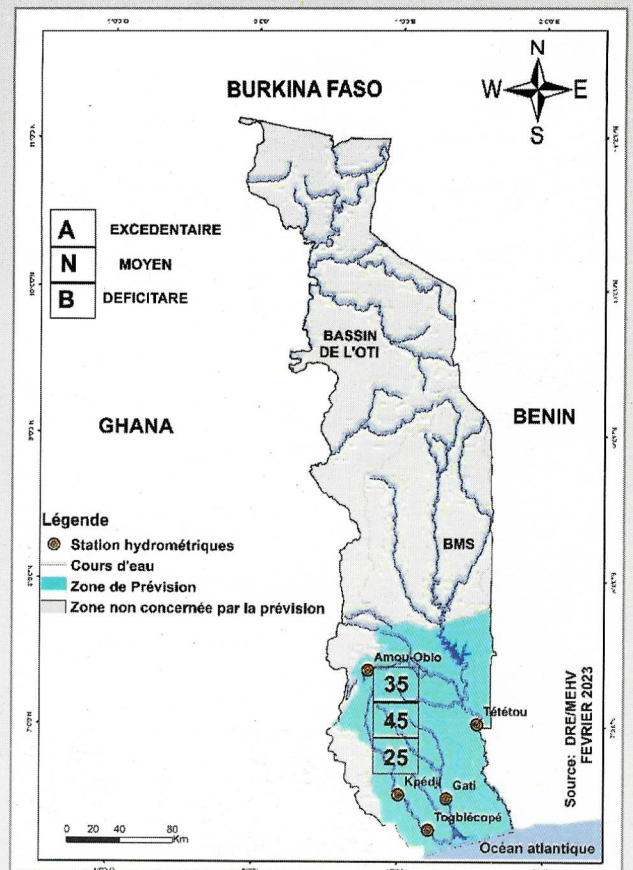 N
W E
S
BURKINA FASO
A EXCEDENTAIRE
N MOYEN
B DEFICITARE
BASSIN
DE L'OTI
GHANA
BENIN
BMS
Légende
Station hydrométriques
Cours d'eau
Zone de Prévision
Zone non concernée par la prévision
Amou-Oblo
35
45
25
Tététou
Kpédji
Gati
Togblécopé
Source: DRE/MEHV
FEVRIER 2023
0 20 40 80
Km
Océan atlantique